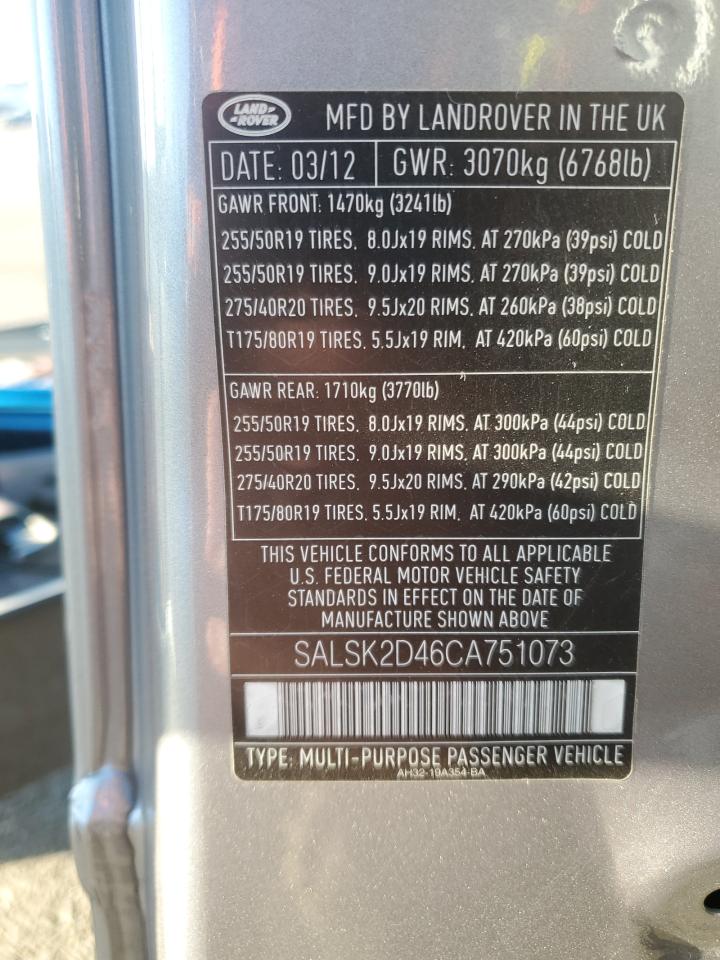 LAND ROVER
MFD BY LANDROVER IN THE UK
DATE: 03/12 GWR: 3070kg (6768lb)
GAWR FRONT: 1470kg (3241lb)
255/50R19 TIRES, 8.0Jx19 RIMS, AT 270kPa (39psi) COLD
255/50R19 TIRES, 9.0Jx19 RIMS, AT 270kPa (39psi) COLD
275/40R20 TIRES, 9.5Jx20 RIMS, AT 260kPa (38psi) COLD
T175/80R19 TIRES, 5.5Jx19 RIM, AT 420kPa (60psi) COLD
GAWR REAR: 1710kg (3770lb)
255/50R19 TIRES, 8.0Jx19 RIMS, AT 300kPa (44psi) COLD
255/50R19 TIRES, 9.0Jx19 RIMS, AT 300kPa (44psi) COLD
275/40R20 TIRES, 9.5Jx20 RIMS, AT 290kPa (42psi) COLD
T175/80R19 TIRES, 5.5Jx19 RIM, AT 420kPa (60psi) COLD
THIS VEHICLE CONFORMS TO ALL APPLICABLE
U.S. FEDERAL MOTOR VEHICLE SAFETY
STANDARDS IN EFFECT ON THE DATE OF
MANUFACTURE SHOWN ABOVE
SALSK2D46CA751073
TYPE: MULTI-PURPOSE PASSENGER VEHICLE
AH32-19A354-BA